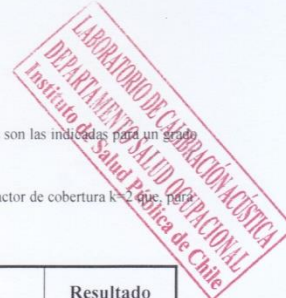 LABORATORIO DE CALIBRACIÓN ACÚSTICA
DEPARTAMENTO SALUD OCUPACIONAL
Instituto de Salud Pública de Chile
son las indicadas para un grado
actor de cobertura k=2 que, para
Resultado